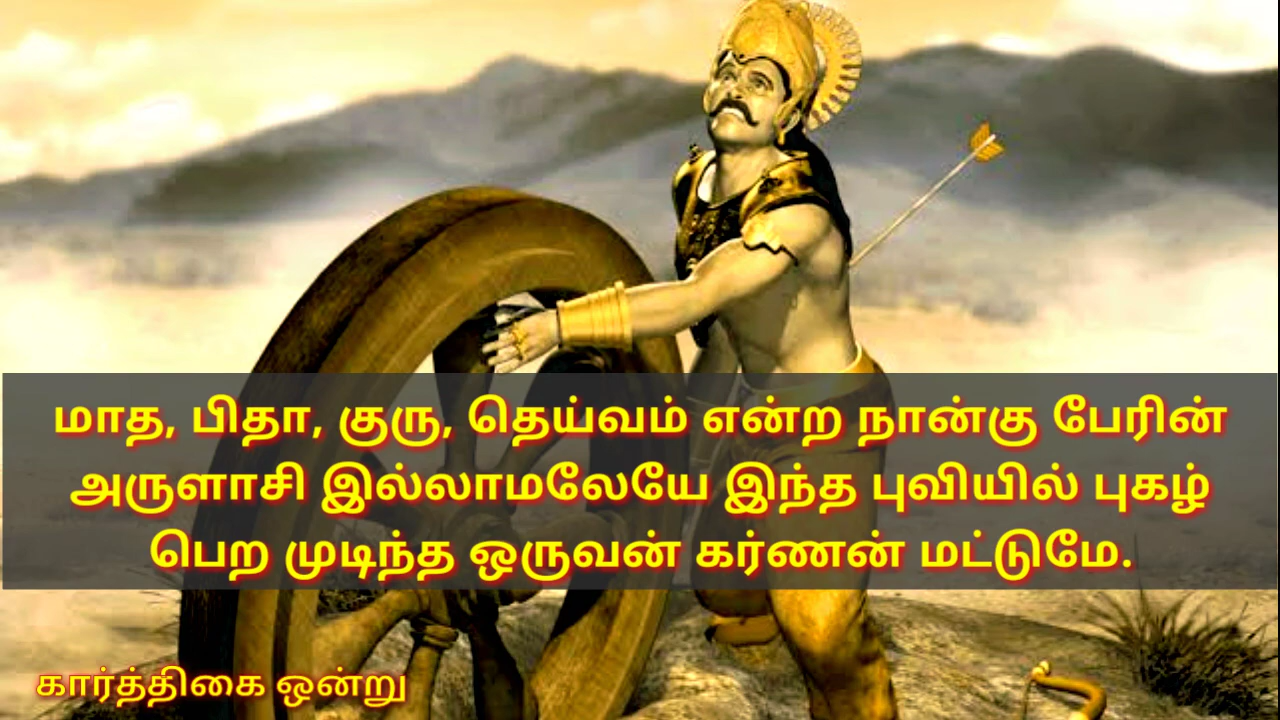 மாத, பிதா, குரு, தெய்வம் என்ற நான்கு பேரின்
அருளாசி இல்லாமலேயே இந்த புவியில் புகழ்
பெற முடிந்த ஒருவன் கர்ணன் மட்டுமே.
கார்த்திகை ஒன்று